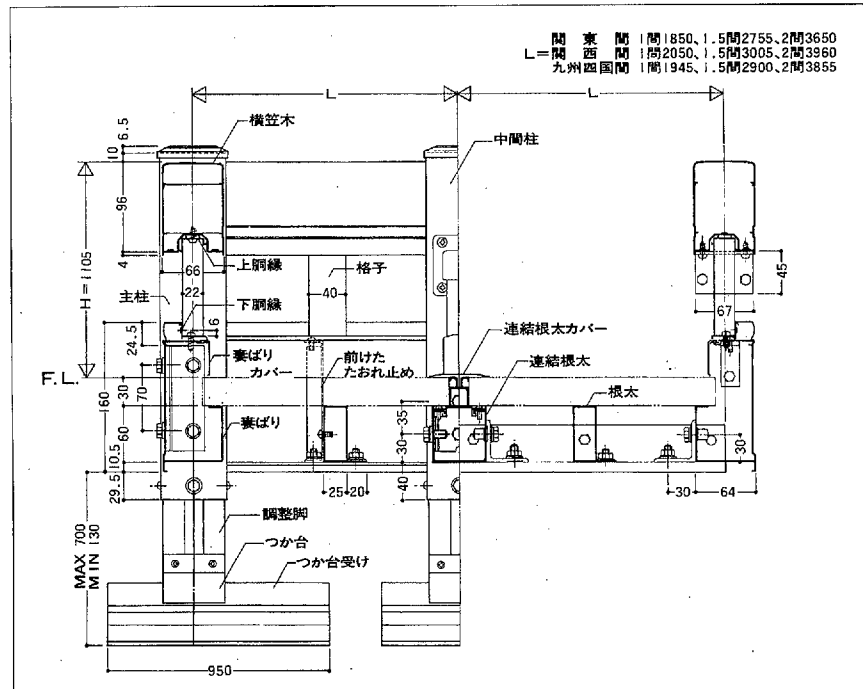 関東間 1間1850、1.5間2755、2間3650
L=関西間 1間2050、1.5間3005、2間3960
九州四国間 1間1945、1.5間2900、2間3855
L
L
横笠木
中間柱
6.5
10
96
4
H=1105
66
22
上胴縁
格子
40
45
67
主柱
下胴縁
6
24.5
連結根太カバー
妻ばり
カバー
前けた
たおれ止め
連結根太
根太
F.L.
160
30
70
60
10.5
29.5
妻ばり
35
30
30
25
20
40
30
64
調整脚
つか台
つか台受け
MAX 700
MIN 130
950